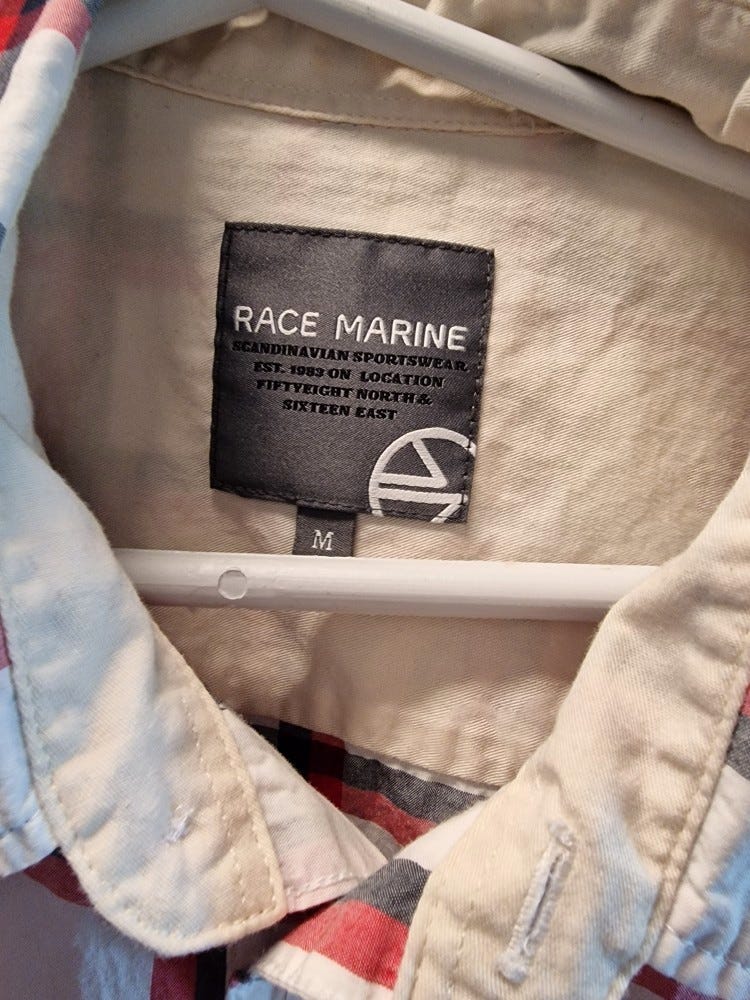 RACE MARINE
SCANDINAVIAN SPORTSWEAR
EST. 1983 ON LOCATION
FIFTYEIGHT NORTH &
SIXTEEN EAST
M